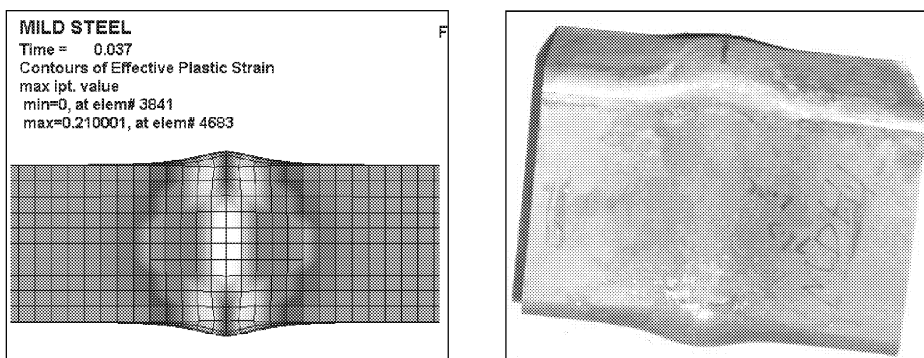 MILD STEEL
F
Time = 0.037
Contours of Effective Plastic Strain
max ipt. value
min=0, at elem# 3841
max=0.210001, at elem# 4683